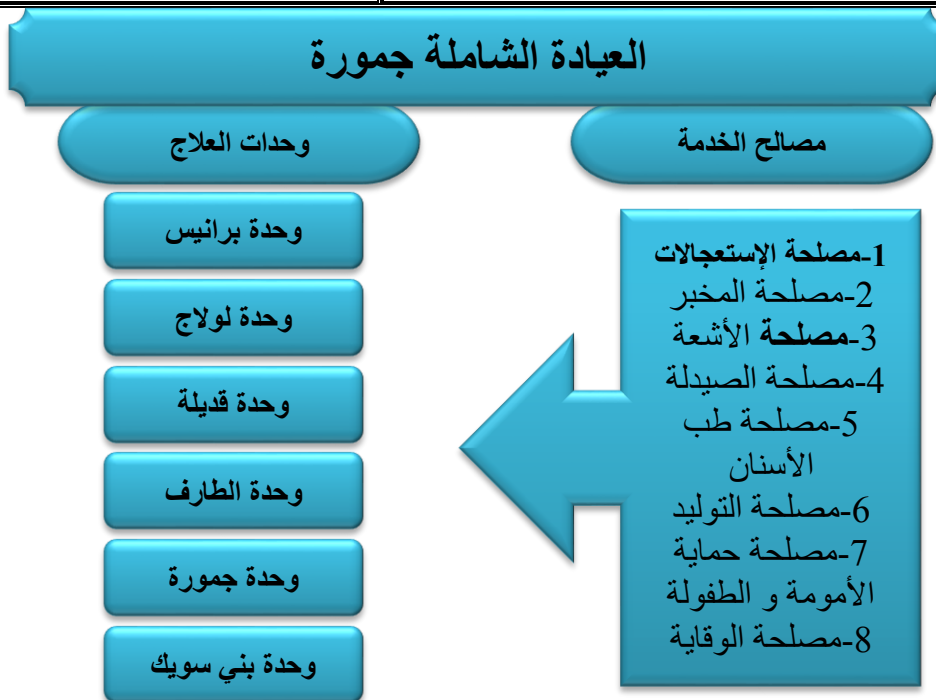 العيادة الشاملة جمورة
مصالح الخدمة
1-مصلحة الإستعجالات
2-مصلحة المخبر
3-مصلحة الأشعة
4-مصلحة الصيدلة
5-مصلحة طب
الأسنان
6-مصلحة التوليد
7-مصلحة حماية
الأمومة و الطفولة
8-مصلحة الوقاية
وحدات العلاج
وحدة برانيس
وحدة لولاج
وحدة قديلة
وحدة الطارف
وحدة جمورة
وحدة بني سويك